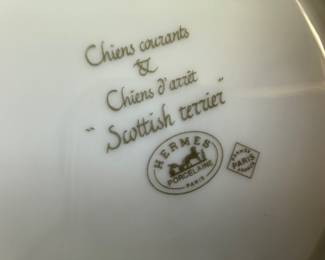 Chiens courants
&
Chiens d'arrêt
"Scottish terrier"
HERMES
PORCELAINE
PARIS
PARIS